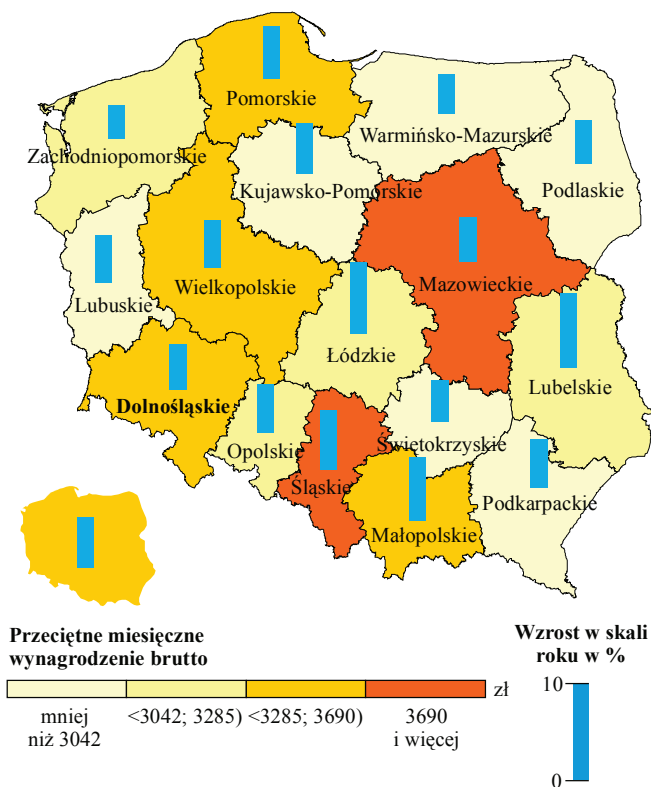 Pomorskie
Warmińsko-Mazurskie
Zachodniopomorskie
Podlaskie
Kujawsko-Pomorskie
Wielkopolskie
Mazowieckie
Lubuskie
Łódzkie
Lubelskie
Dolnośląskie
Opolskie
Świętokrzyskie
Śląskie
Podkarpackie
Małopolskie
Przeciętne miesięczne
wynagrodzenie brutto
mniej
niż 3042
<3042; 3285)
<3285; 3690)
3690
i więcej
zł
Wzrost w skali
roku w %
10
0